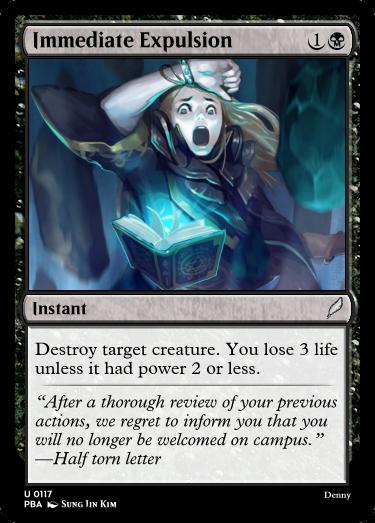 Immediate Expulsion 1
Instant
Destroy target creature. You lose 3 life
unless it had power 2 or less.
“After a thorough review of your previous
actions, we regret to inform you that you
will no longer be welcomed on campus.”
—Half torn letter
U 0117
PBA Sung Jin Kim
Denny